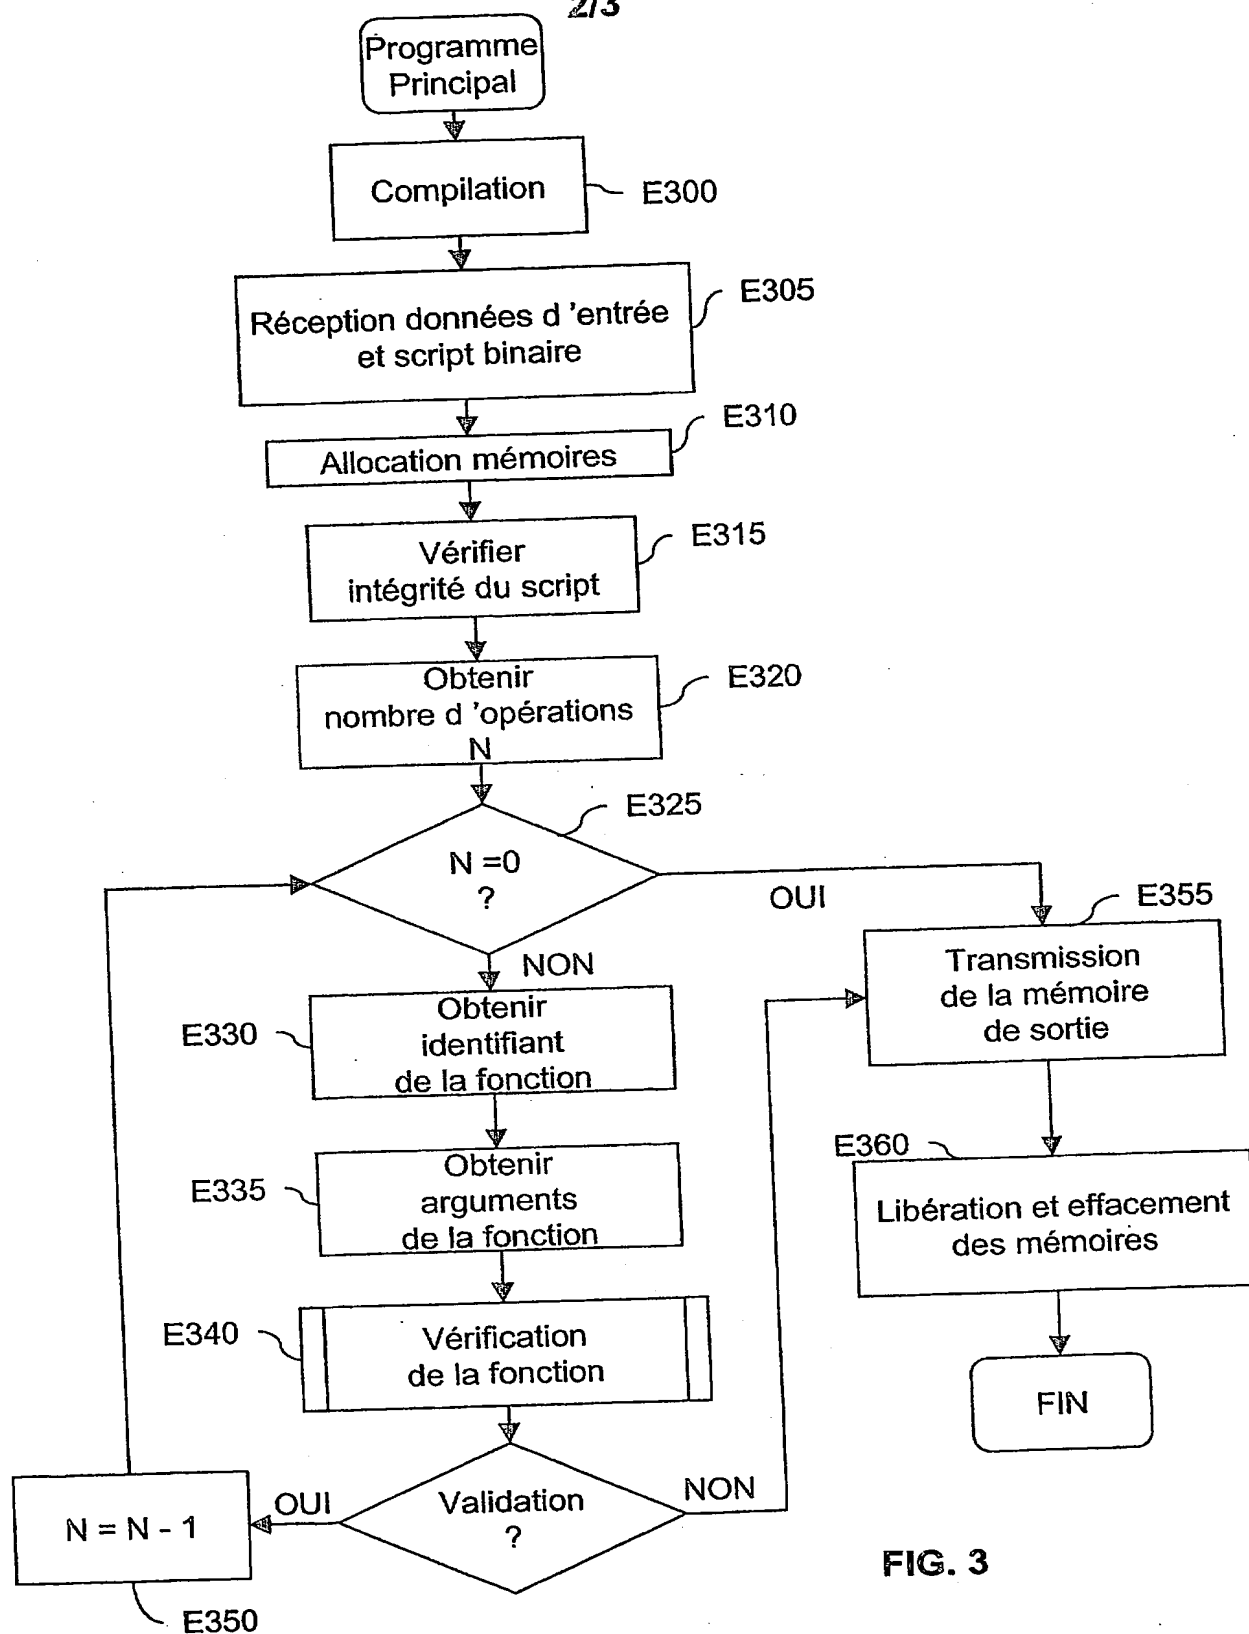 2/3
Programme
Principal
Compilation
E300
Réception données d 'entrée
et script binaire
E305
E310
Allocation mémoires
E315
Vérifier
intégrité du script
E320
Obtenir
nombre d 'opérations
N
E325
N =0
?
OUI
E355
NON
Transmission
de la mémoire
de sortie
E330
Obtenir
identifiant
de la fonction
E335
Obtenir
arguments
de la fonction
E360
Libération et effacement
des mémoires
E340
Vérification
de la fonction
FIN
Validation
?
OUI
NON
N = N - 1
E350
FIG. 3